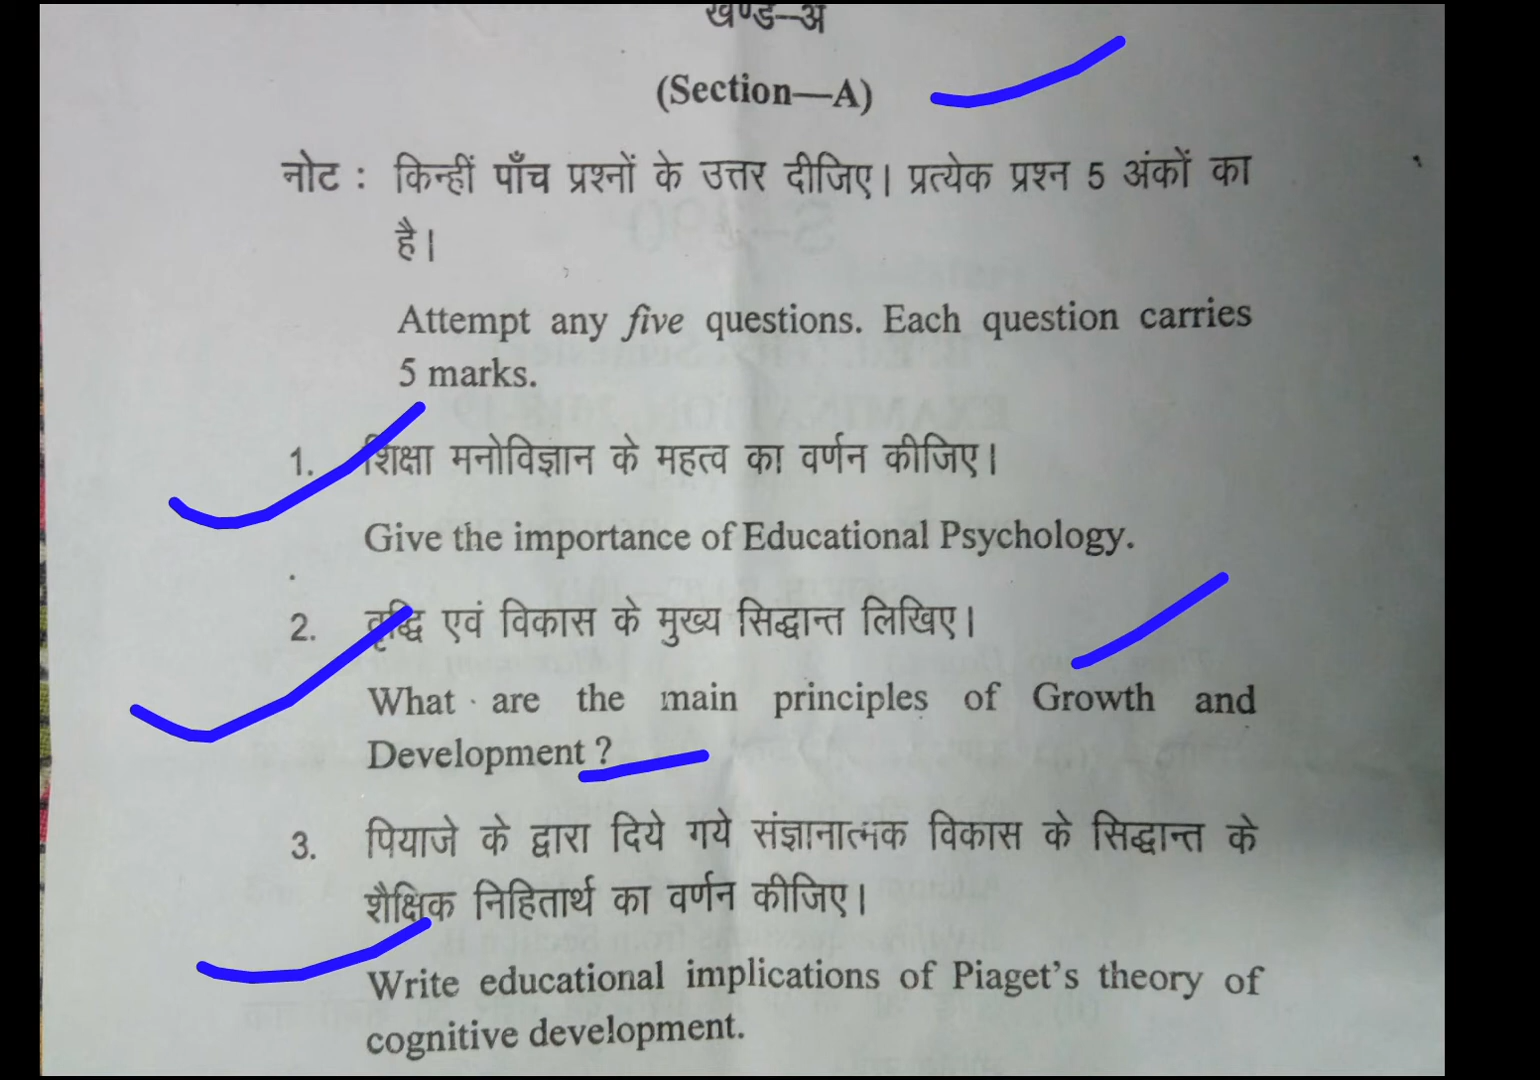 खण्ड—अ
(Section—A)
नोट : किन्हीं पाँच प्रश्नों के उत्तर दीजिए। प्रत्येक प्रश्न 5 अंकों का
है।
Attempt any five questions. Each question carries
5 marks.
1. शिक्षा मनोविज्ञान के महत्व का वर्णन कीजिए।
Give the importance of Educational Psychology.
2. वृद्धि एवं विकास के मुख्य सिद्धान्त लिखिए।
What are the main principles of Growth and
Development ?
3. पियाजे के द्वारा दिये गये संज्ञानात्मक विकास के सिद्धान्त के
शैक्षिक निहितार्थ का वर्णन कीजिए।
Write educational implications of Piaget's theory of
cognitive development.